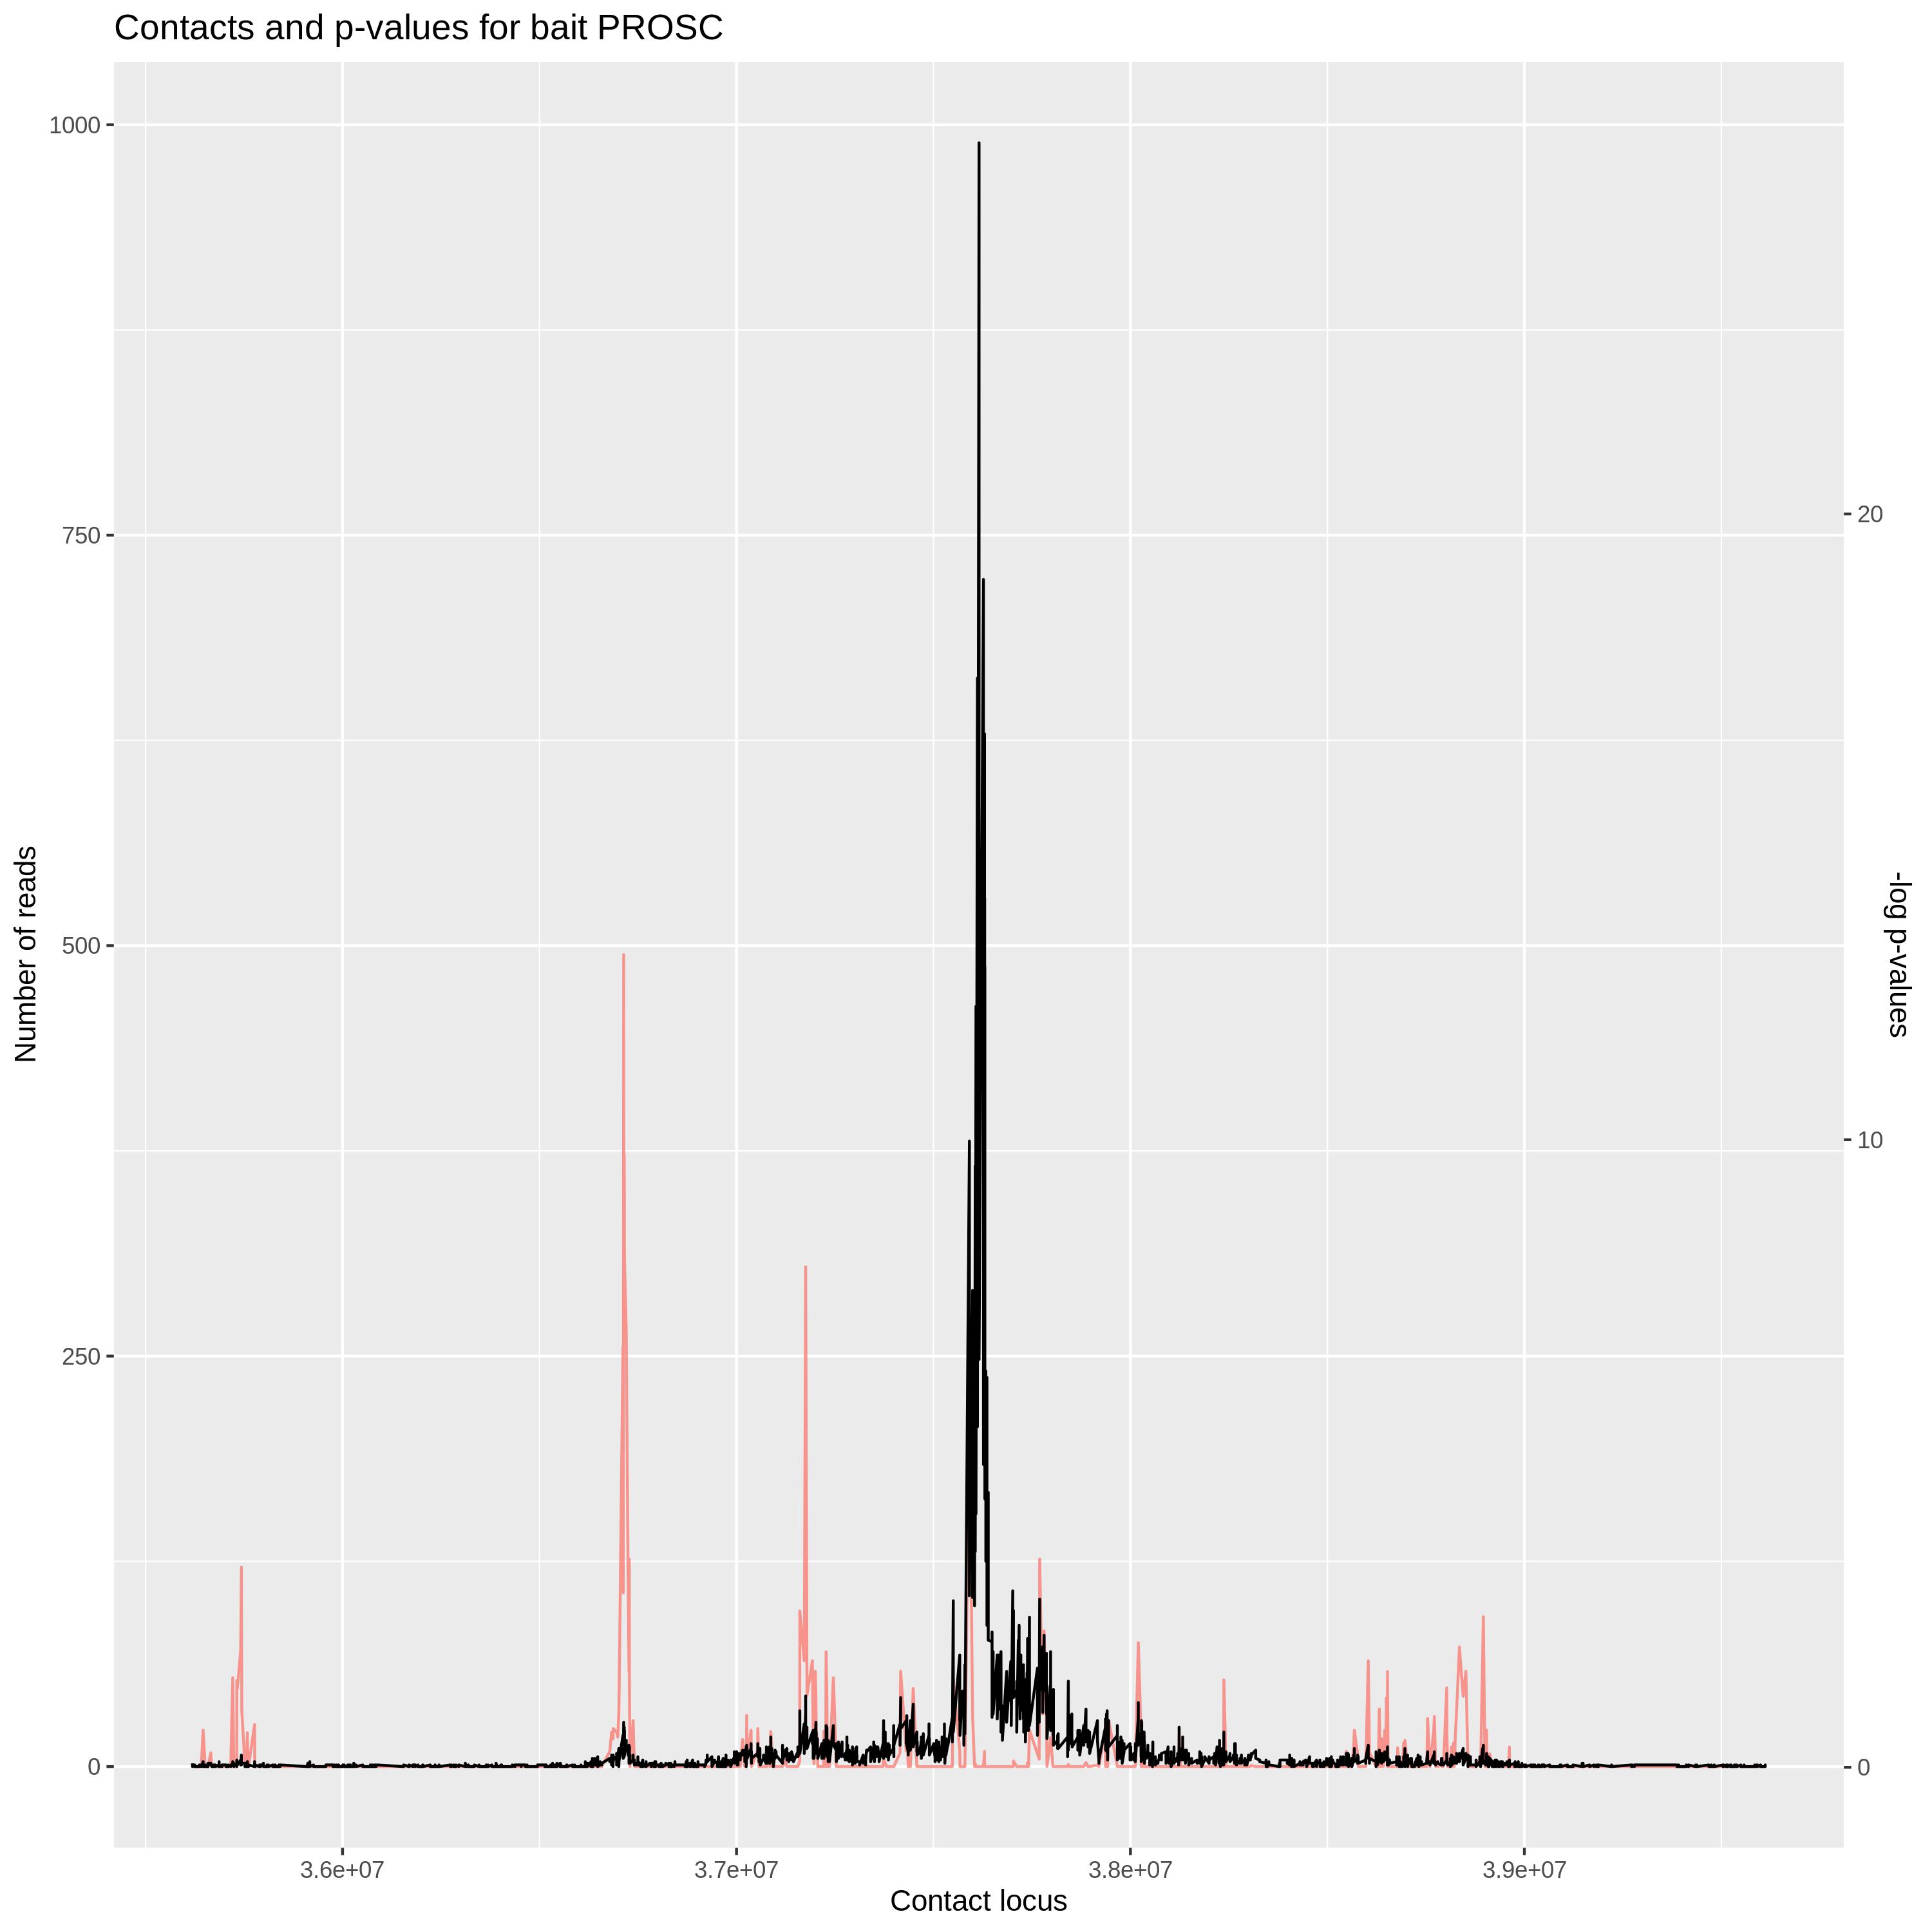 Contacts and p-values for bait PROSC
1000
750
500
250
0
Number of reads
20
10
0
-log p-values
3.6e+07
3.7e+07
3.8e+07
3.9e+07
Contact locus